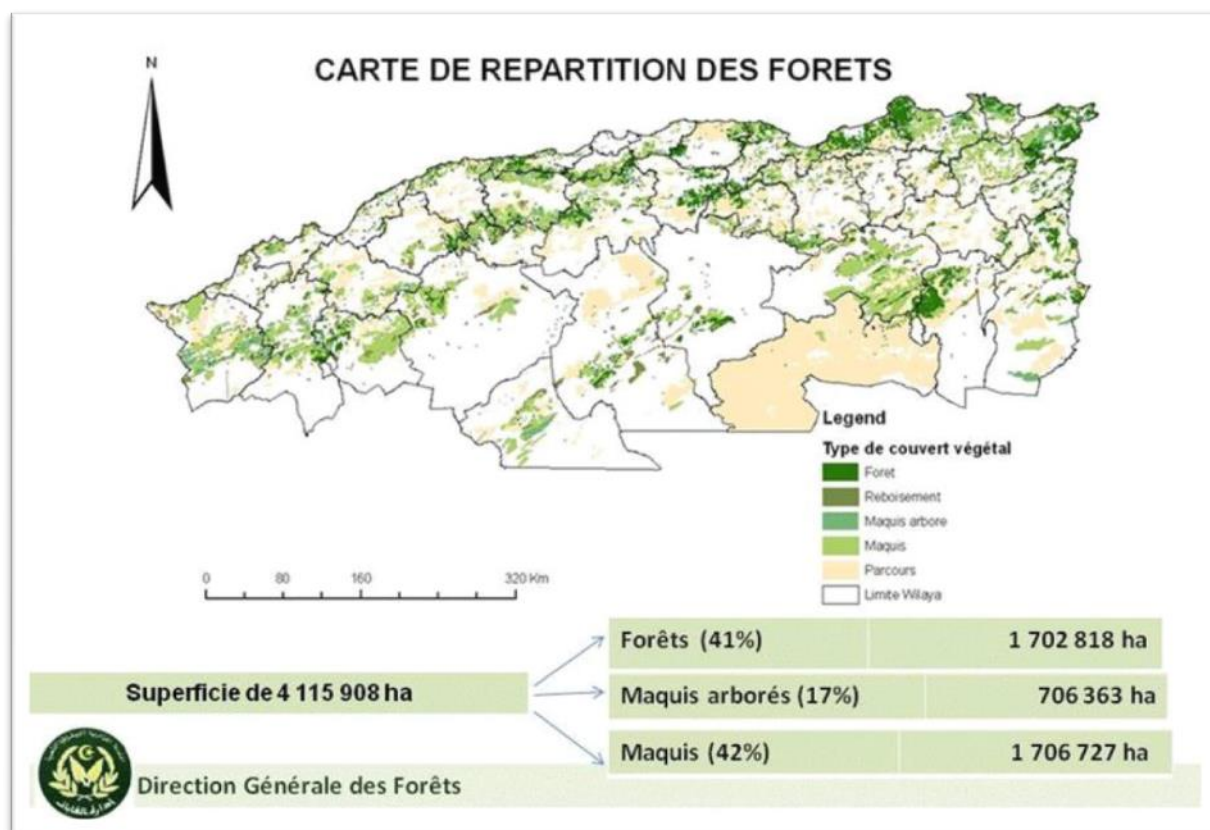 N
CARTE DE REPARTITION DES FORETS
Legend
Type de couvert végétal
Foret
Reboisement
Maquis arbore
Maquis
Parcours
Limite Wilaya
0 80 160 320 Km
Superficie de 4 115 908 ha
Forêts (41%) 1 702 818 ha
Maquis arborés (17%) 706 363 ha
Maquis (42%) 1 706 727 ha
Direction Générale des Forêts